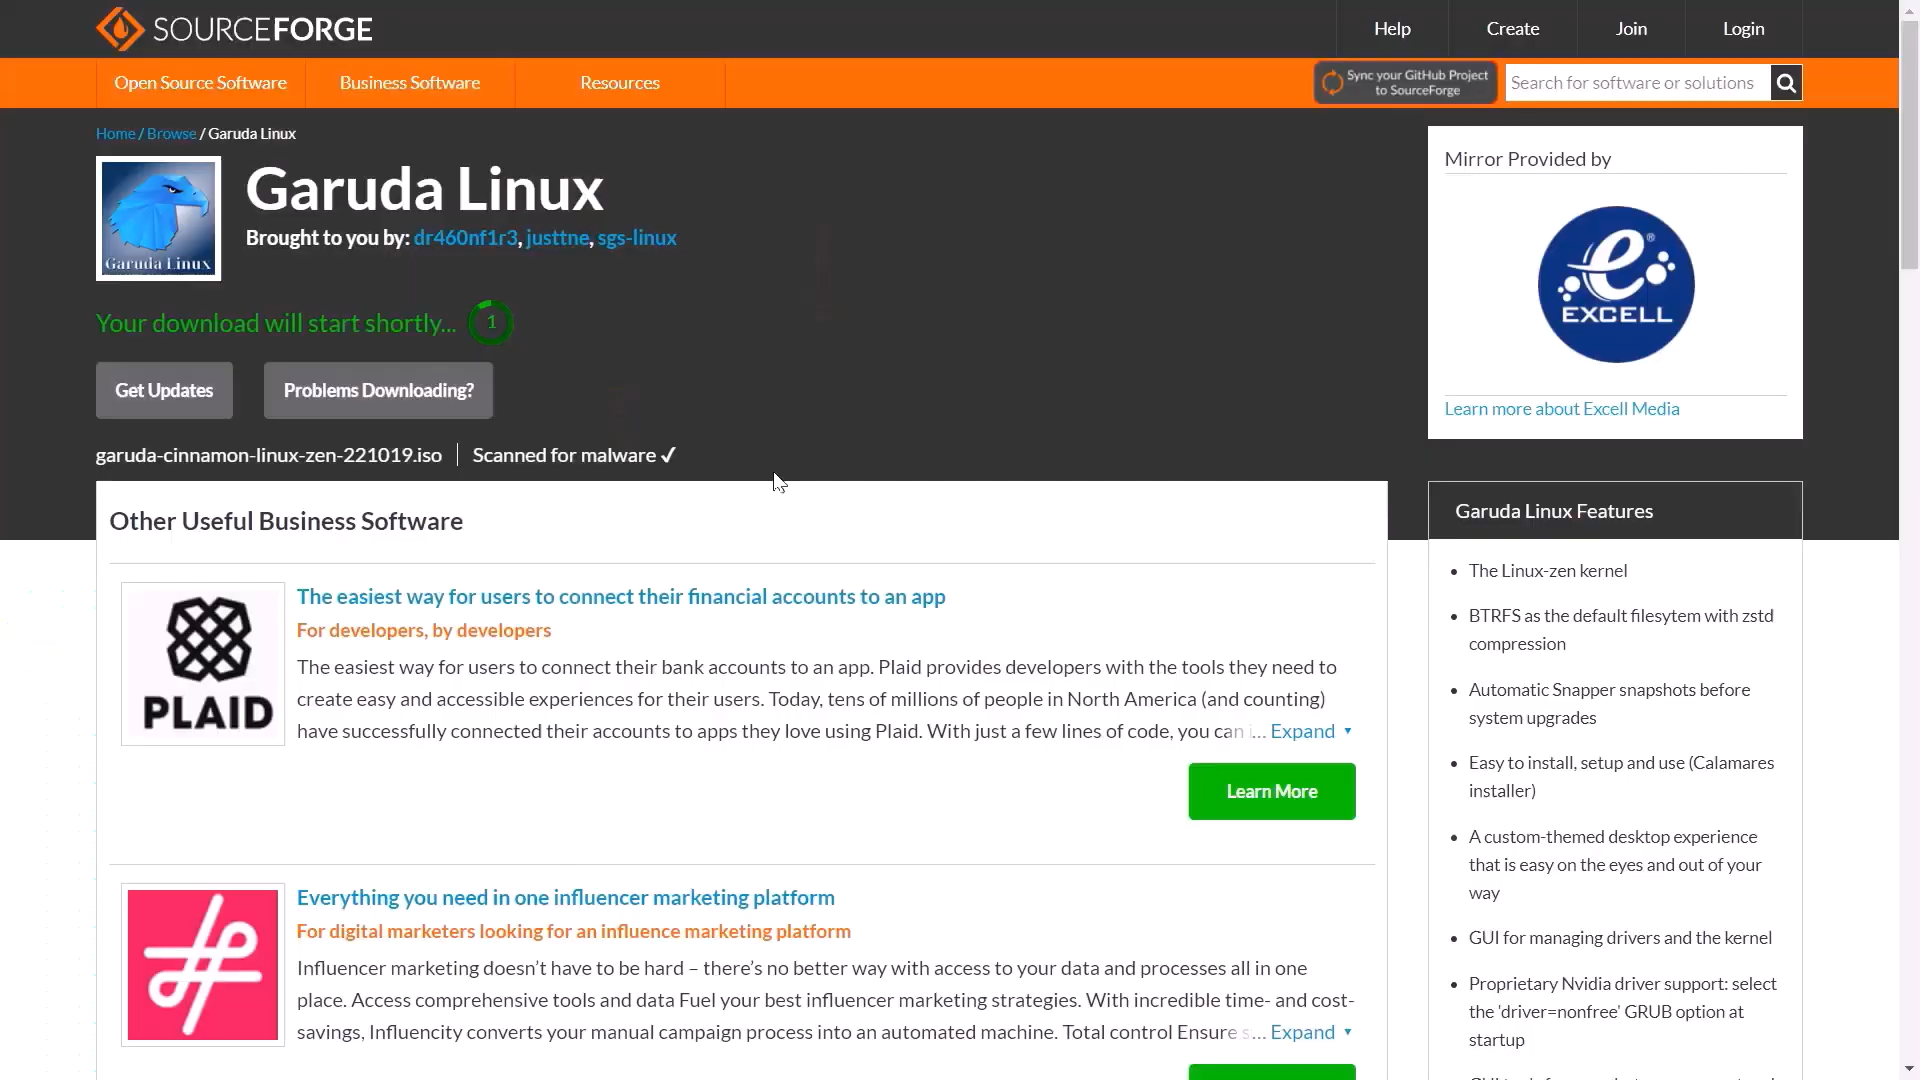 SOURCEFORGE
Help
Create
Join
Login
Open Source Software
Business Software
Resources
Sync your GitHub Project
to SourceForge
Search for software or solutions
Home / Browse / Garuda Linux
Garuda Linux
Garuda Linux
Brought to you by: dr460nf1r3, justtne, sgs-linux
Your download will start shortly... 1
Get Updates
Problems Downloading?
garuda-cinnamon-linux-zen-221019.iso
Scanned for malware ✓
Mirror Provided by
e®
EXCELL
Learn more about Excell Media
Other Useful Business Software
PLAID
The easiest way for users to connect their financial accounts to an app
For developers, by developers
The easiest way for users to connect their bank accounts to an app. Plaid provides developers with the tools they need to
create easy and accessible experiences for their users. Today, tens of millions of people in North America (and counting)
have successfully connected their accounts to apps they love using Plaid. With just a few lines of code, you can i... Expand
Learn More
Everything you need in one influencer marketing platform
For digital marketers looking for an influence marketing platform
Influencer marketing doesn't have to be hard – there's no better way with access to your data and processes all in one
place. Access comprehensive tools and data Fuel your best influencer marketing strategies. With incredible time- and cost-
savings, Influencity converts your manual campaign process into an automated machine. Total control Ensure s... Expand
Garuda Linux Features
• The Linux-zen kernel
• BTRFS as the default filesytem with zstd
compression
• Automatic Snapper snapshots before
system upgrades
• Easy to install, setup and use (Calamares
installer)
• A custom-themed desktop experience
that is easy on the eyes and out of your
way
• GUI for managing drivers and the kernel
• Proprietary Nvidia driver support: select
the 'driver=nonfree' GRUB option at
startup